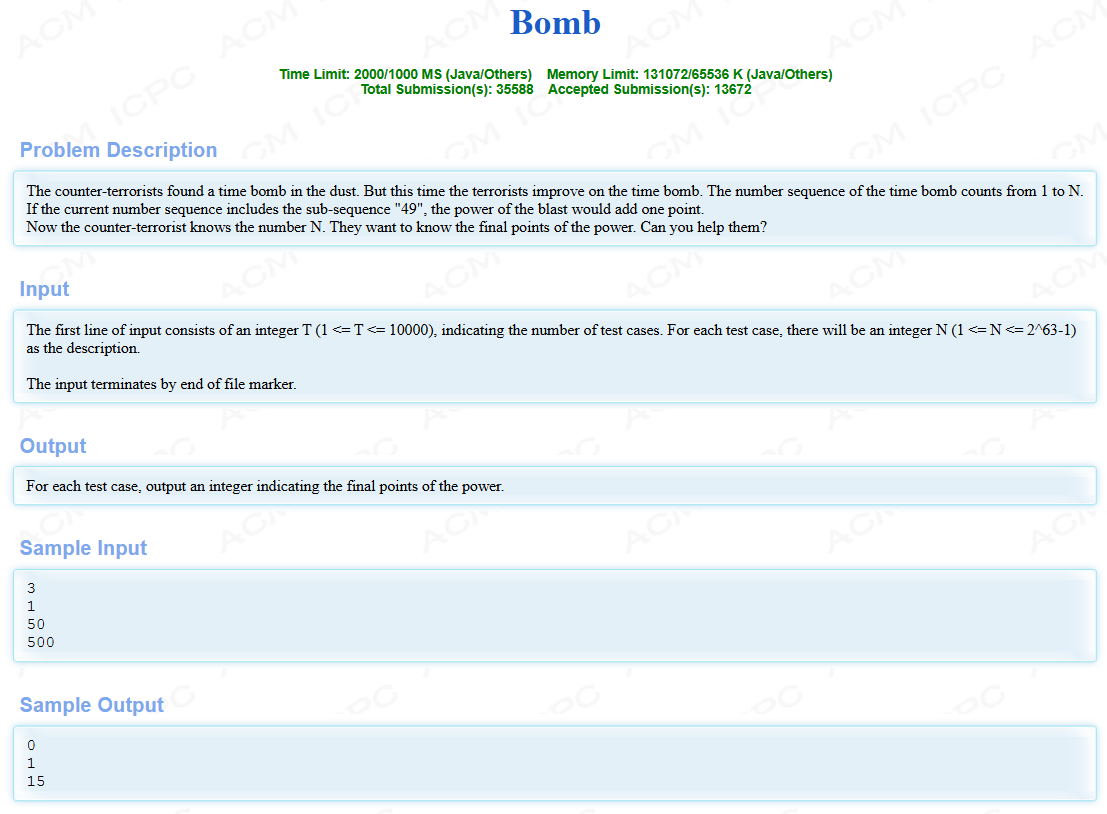 Bomb
Time Limit: 2000/1000 MS (Java/Others)    Memory Limit: 131072/65536 K (Java/Others)
Total Submission(s): 35588    Accepted Submission(s): 13672
Problem Description
The counter-terrorists found a time bomb in the dust. But this time the terrorists improve on the time bomb. The number sequence of the time bomb counts from 1 to N.
If the current number sequence includes the sub-sequence "49", the power of the blast would add one point.
Now the counter-terrorist knows the number N. They want to know the final points of the power. Can you help them?
Input
The first line of input consists of an integer T (1 <= T <= 10000), indicating the number of test cases. For each test case, there will be an integer N (1 <= N <= 2^63-1)
as the description.
The input terminates by end of file marker.
Output
For each test case, output an integer indicating the final points of the power.
Sample Input
3
1
50
500
Sample Output
0
1
15